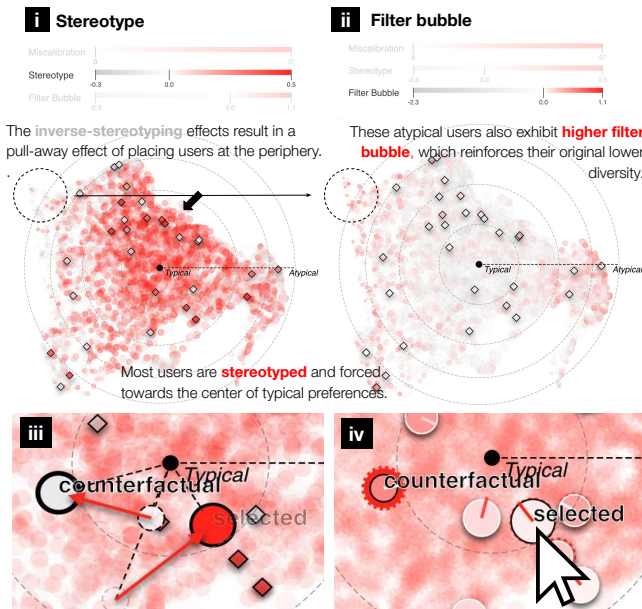 i Stereotype
Miscalibration
0 37
Stereotype
-0.3 0.0 0.5
Filter Bubble
-2.3 0.0 1.1
The inverse-stereotyping effects result in a
pull-away effect of placing users at the periphery.
.
Typical
Atypical
Most users are stereotyped and forced
towards the center of typical preferences.
ii Filter bubble
Miscalibration
0 37
Stereotype
-0.3 0.0 0.5
Filter Bubble
-2.3 0.0 1.1
These atypical users also exhibit higher filter
bubble, which reinforces their original lower
diversity.
Typical
Atypical
iii
Typical
counterfactual
selected
iv
Typical
counterfactual
selected